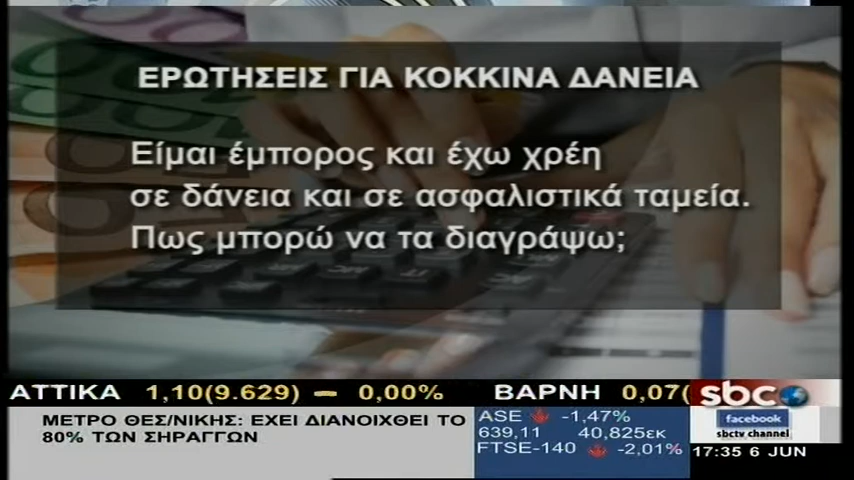 ΕΡΩΤΗΣΕΙΣ ΓΙΑ ΚΟΚΚΙΝΑ ΔΑΝΕΙΑ
Είμαι έμπορος και έχω χρέη
σε δάνεια και σε ασφαλιστικά ταμεία.
Πως μπορώ να τα διαγράψω;
ΑΤΤΙΚΑ 1,10(9.629) – 0,00% ΒΑΡΝΗ 0,07(
sbc
ΜΕΤΡΟ ΘΕΣ/ΝΙΚΗΣ: ΕΧΕΙ ΔΙΑΝΟΙΧΘΕΙ ΤΟ
80% ΤΩΝ ΣΗΡΑΓΓΩΝ
ASE -1,47%
639,11 40,825εκ
FTSE-140 -2,01%
facebook
sbctv channel
17:35 6 JUN